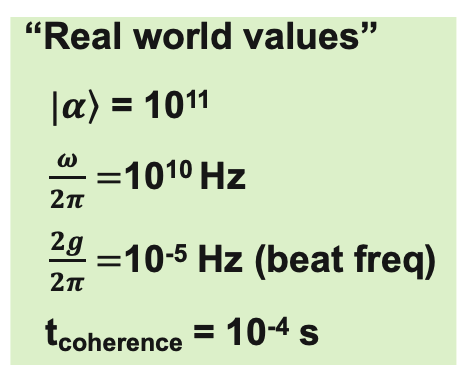 “Real world values”
|𝜶⟩ = 10¹¹
𝝎/2𝝅 =10¹⁰ Hz
2𝒈/2𝝅 =10⁻⁵ Hz (beat freq)
t_coherence = 10⁻⁴ s